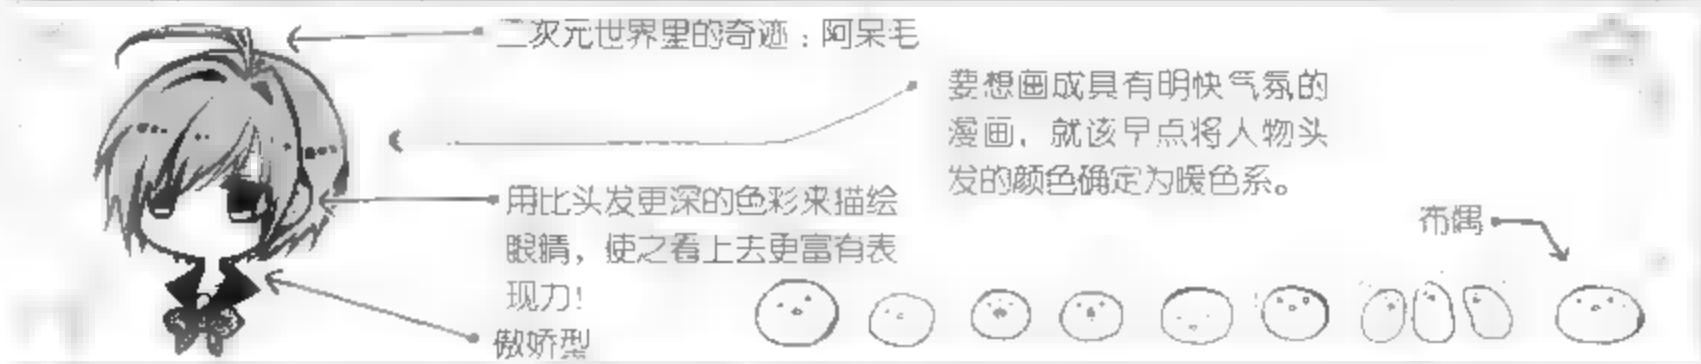 二次元世界里的奇迹：阿呆毛
要想画成具有明快气氛的
漫画，就该早点将人物头
发的颜色确定为暖色系。
用比头发更深的色彩来描绘
眼睛，使之看上去更富有表
现力！
傲娇型
布偶